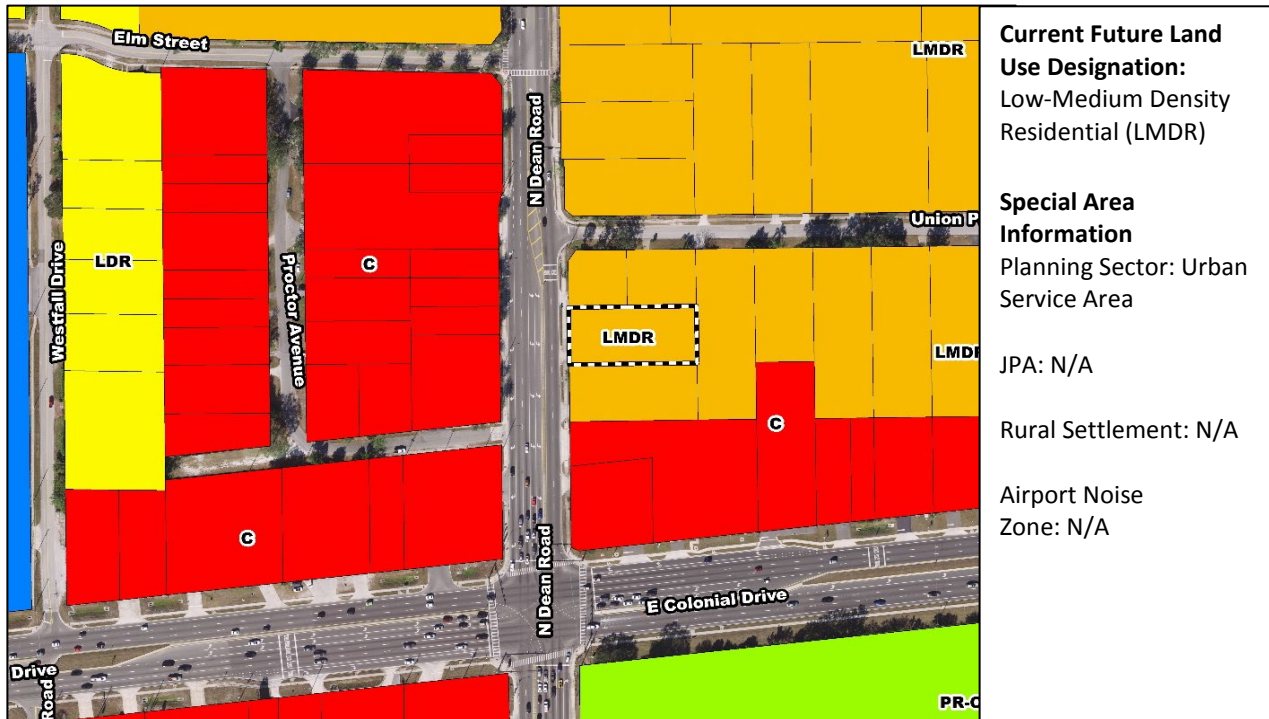 Elm Street
LMDR
N Dean Road
Union P
Westfall Drive
LDR
Proctor Avenue
C
LMDR
LMDR
C
C
N Dean Road
E Colonial Drive
Drive
Road
PR-O
Current Future Land
Use Designation:
Low-Medium Density
Residential (LMDR)
Special Area
Information
Planning Sector: Urban
Service Area
JPA: N/A
Rural Settlement: N/A
Airport Noise
Zone: N/A